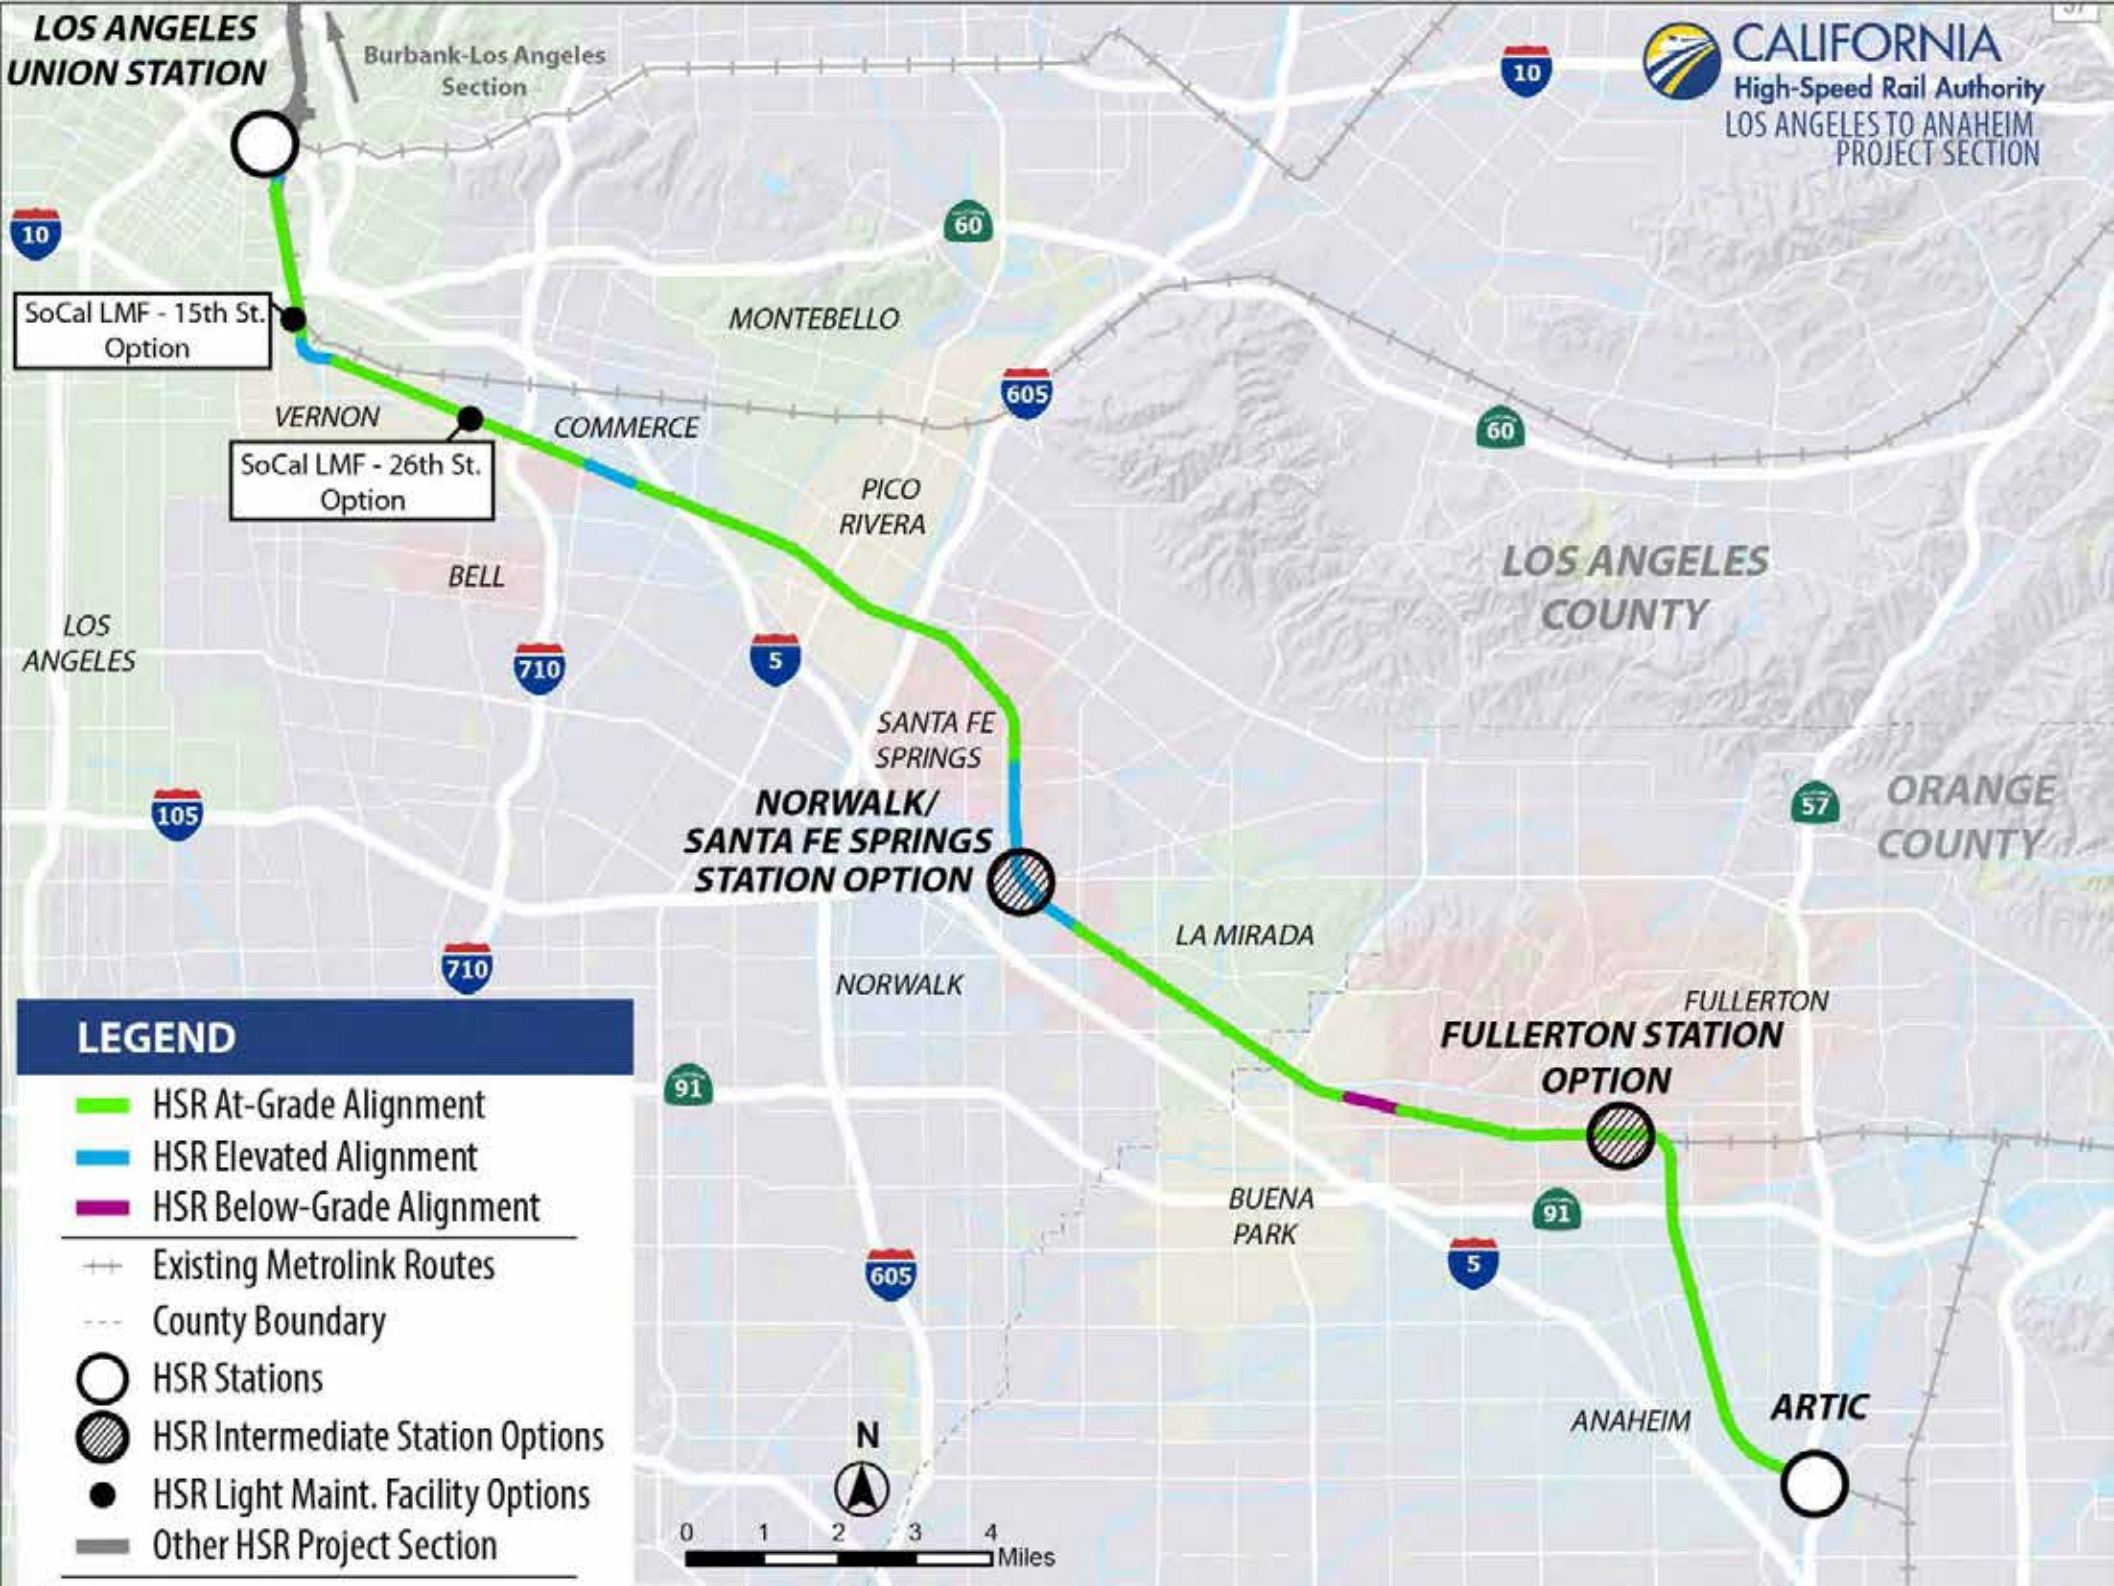 LOS ANGELES
UNION STATION
Burbank-Los Angeles
Section
10
CALIFORNIA
High-Speed Rail Authority
LOS ANGELES TO ANAHEIM
PROJECT SECTION
57
10
60
SoCal LMF - 15th St.
Option
MONTEBELLO
605
60
VERNON
COMMERCE
SoCal LMF - 26th St.
Option
PICO
RIVERA
BELL
LOS ANGELES
COUNTY
LOS
ANGELES
710
5
SANTA FE
SPRINGS
105
NORWALK/
SANTA FE SPRINGS
STATION OPTION
57
ORANGE
COUNTY
LA MIRADA
710
NORWALK
FULLERTON
FULLERTON STATION
OPTION
91
BUENA
PARK
91
5
605
ANAHEIM
ARTIC
LEGEND
HSR At-Grade Alignment
HSR Elevated Alignment
HSR Below-Grade Alignment
Existing Metrolink Routes
County Boundary
HSR Stations
HSR Intermediate Station Options
HSR Light Maint. Facility Options
Other HSR Project Section
N
0 1 2 3 4
Miles